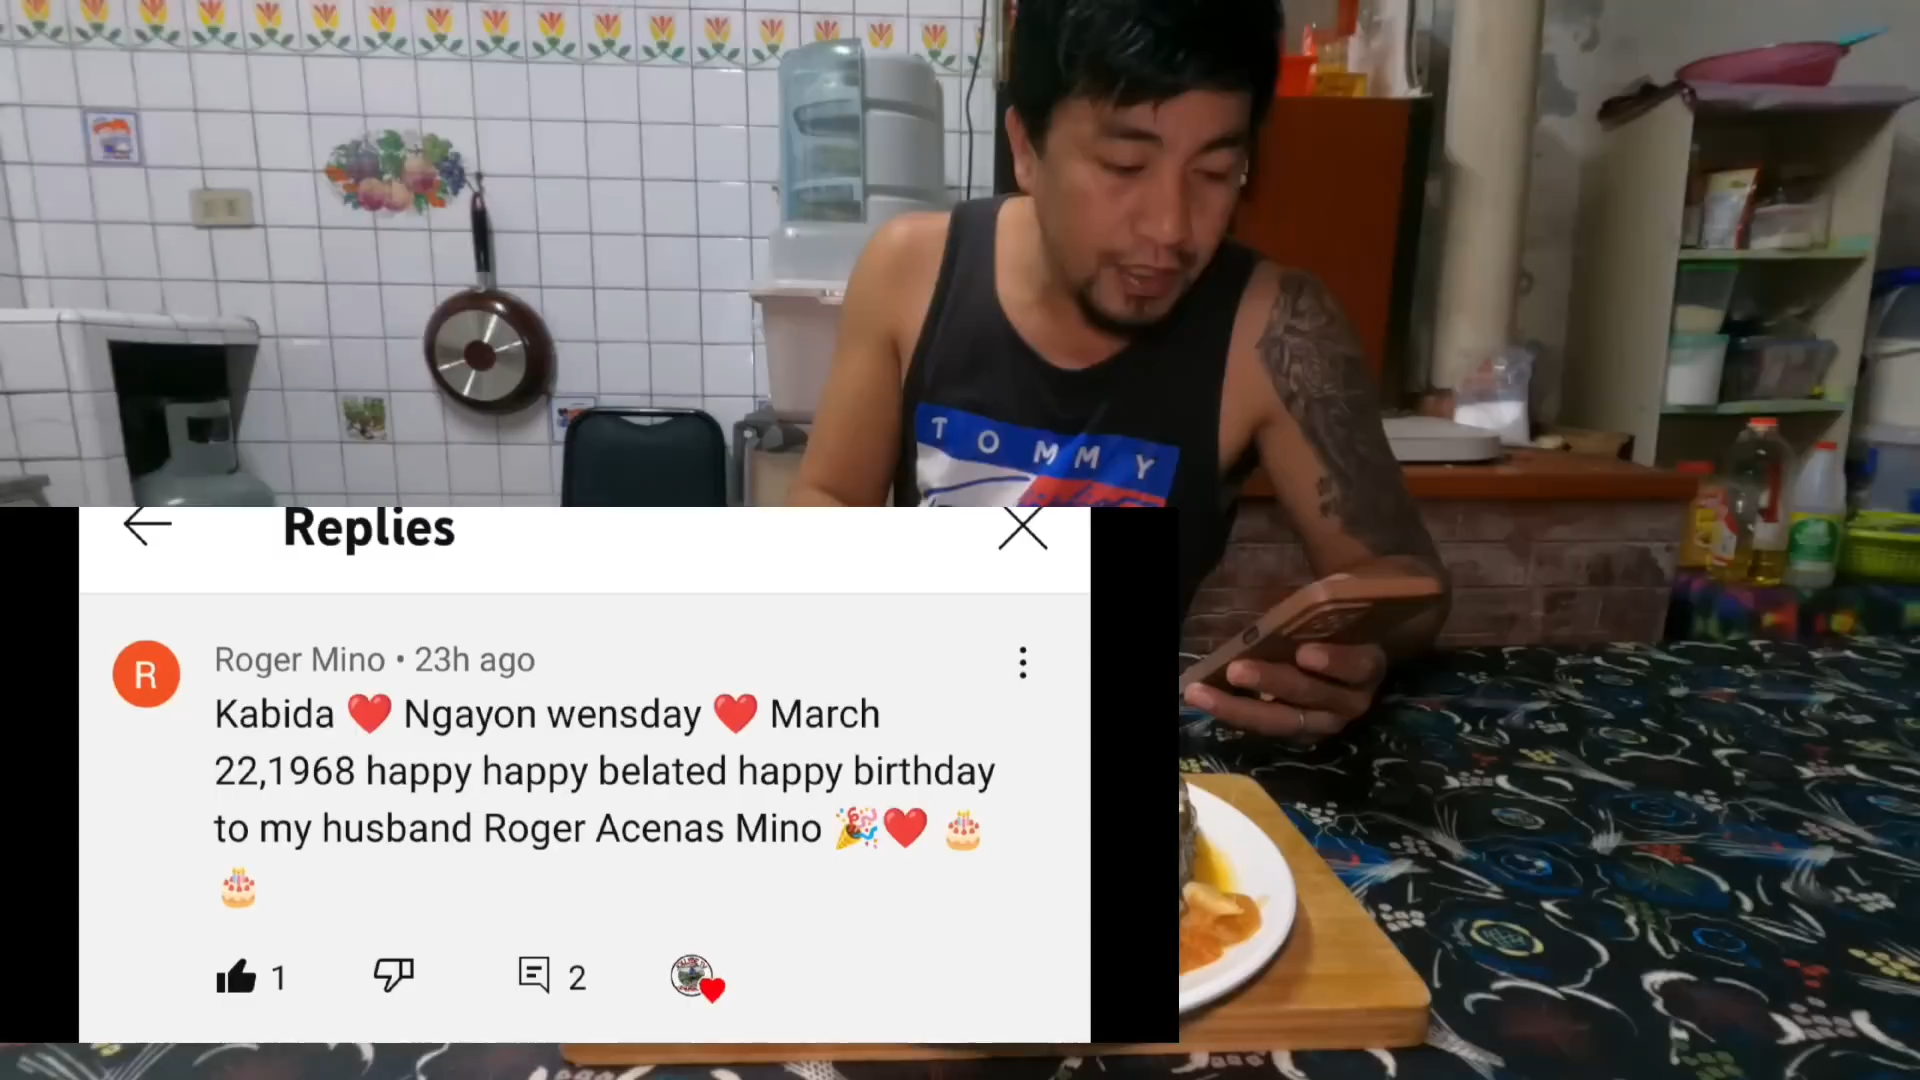 TOMMY
Replies
R
Roger Mino • 23h ago
Kabida ❤️ Ngayon wensday ❤️ March
22,1968 happy happy belated happy birthday
to my husband Roger Acenas Mino 🎉❤️ 🎂
🎂
1
2